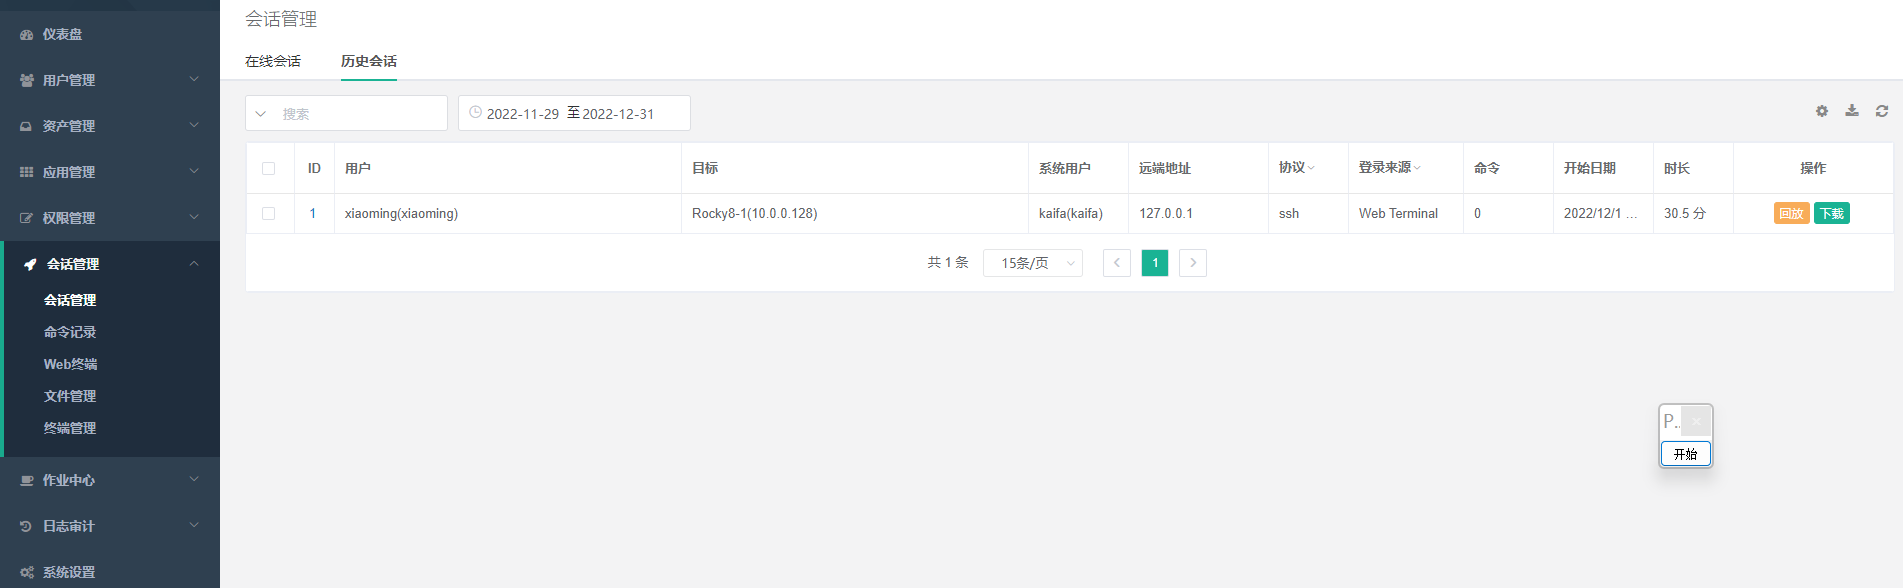 仪表盘
用户管理
资产管理
应用管理
权限管理
会话管理
会话管理
命令记录
Web终端
文件管理
终端管理
作业中心
日志审计
系统设置
会话管理
在线会话 历史会话
搜索 2022-11-29 至 2022-12-31
ID 用户 目标 系统用户 远端地址 协议 登录来源 命令 开始日期 时长 操作
1 xiaoming(xiaoming) Rocky8-1(10.0.0.128) kaifa(kaifa) 127.0.0.1 ssh Web Terminal 0 2022/12/1 ... 30.5 分 回放 下载
共 1 条 15条/页 1
P..
开始